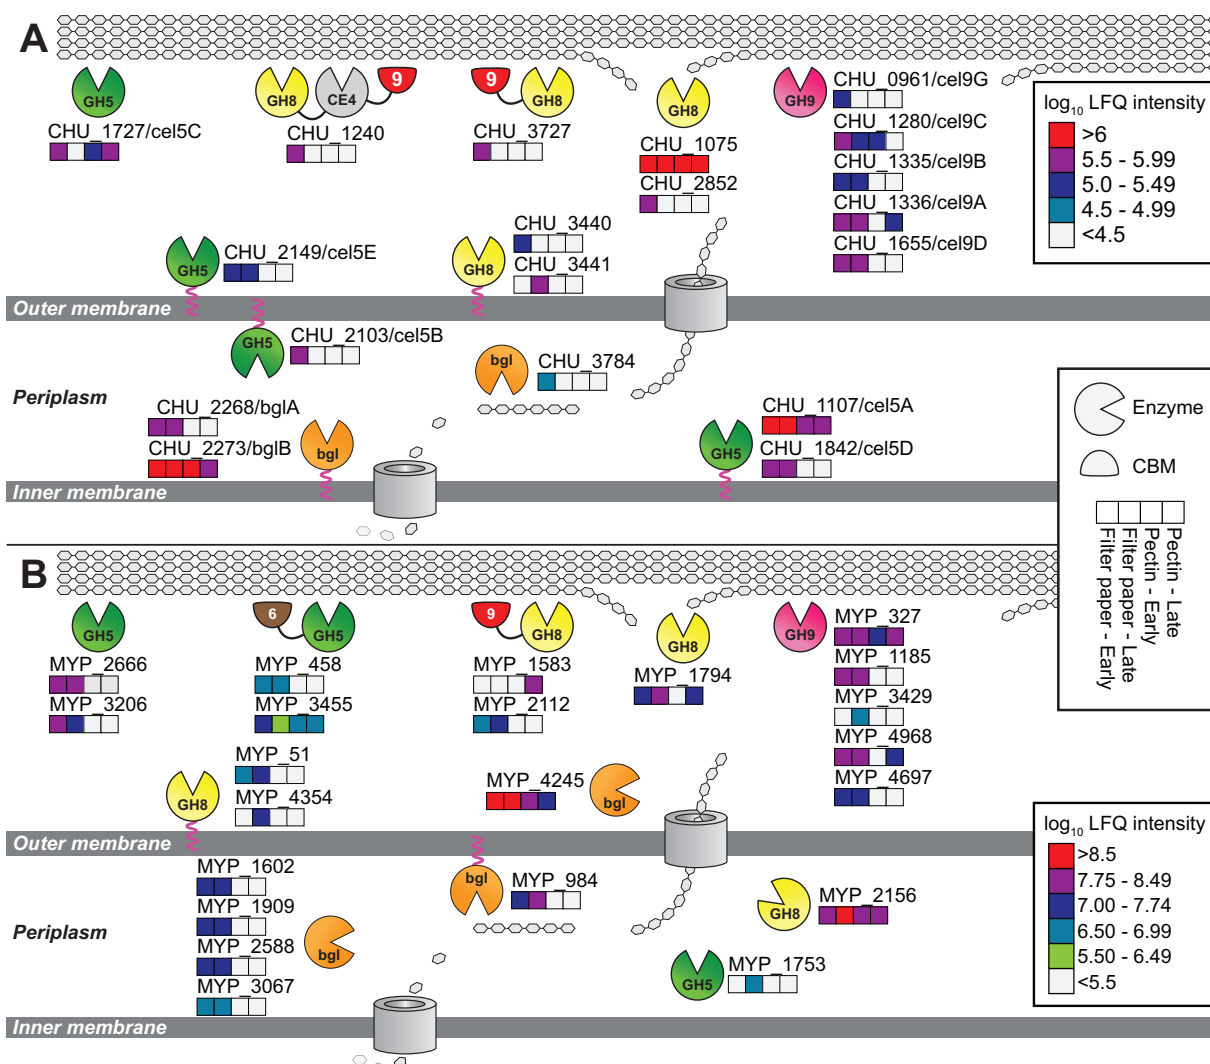 A
GH5
CHU_1727/cel5C
GH8
CE4
9
CHU_1240
9
GH8
CHU_3727
GH8
CHU_1075
CHU_2852
GH9
CHU_0961/cel9G
CHU_1280/cel9C
CHU_1335/cel9B
CHU_1336/cel9A
CHU_1655/cel9D
log10 LFQ intensity
>6
5.5 - 5.99
5.0 - 5.49
4.5 - 4.99
<4.5
GH5
CHU_2149/cel5E
GH8
CHU_3440
CHU_3441
Outer membrane
GH5
CHU_2103/cel5B
bgl
CHU_3784
Periplasm
CHU_2268/bglA
CHU_2273/bglB
bgl
GH5
CHU_1107/cel5A
CHU_1842/cel5D
Inner membrane
Enzyme
CBM
Filter paper - Early
Filter paper - Late
Pectin - Early
Pectin - Late
B
GH5
MYP_2666
MYP_3206
6
GH5
MYP_458
MYP_3455
9
GH8
MYP_1583
MYP_2112
GH8
MYP_1794
GH9
MYP_327
MYP_1185
MYP_3429
MYP_4968
MYP_4697
GH8
MYP_51
MYP_4354
MYP_4245
bgl
Outer membrane
log10 LFQ intensity
>8.5
7.75 - 8.49
7.00 - 7.74
6.50 - 6.99
5.50 - 6.49
<5.5
MYP_1602
MYP_1909
MYP_2588
MYP_3067
bgl
bgl
MYP_984
GH8
MYP_2156
Periplasm
GH5
MYP_1753
Inner membrane